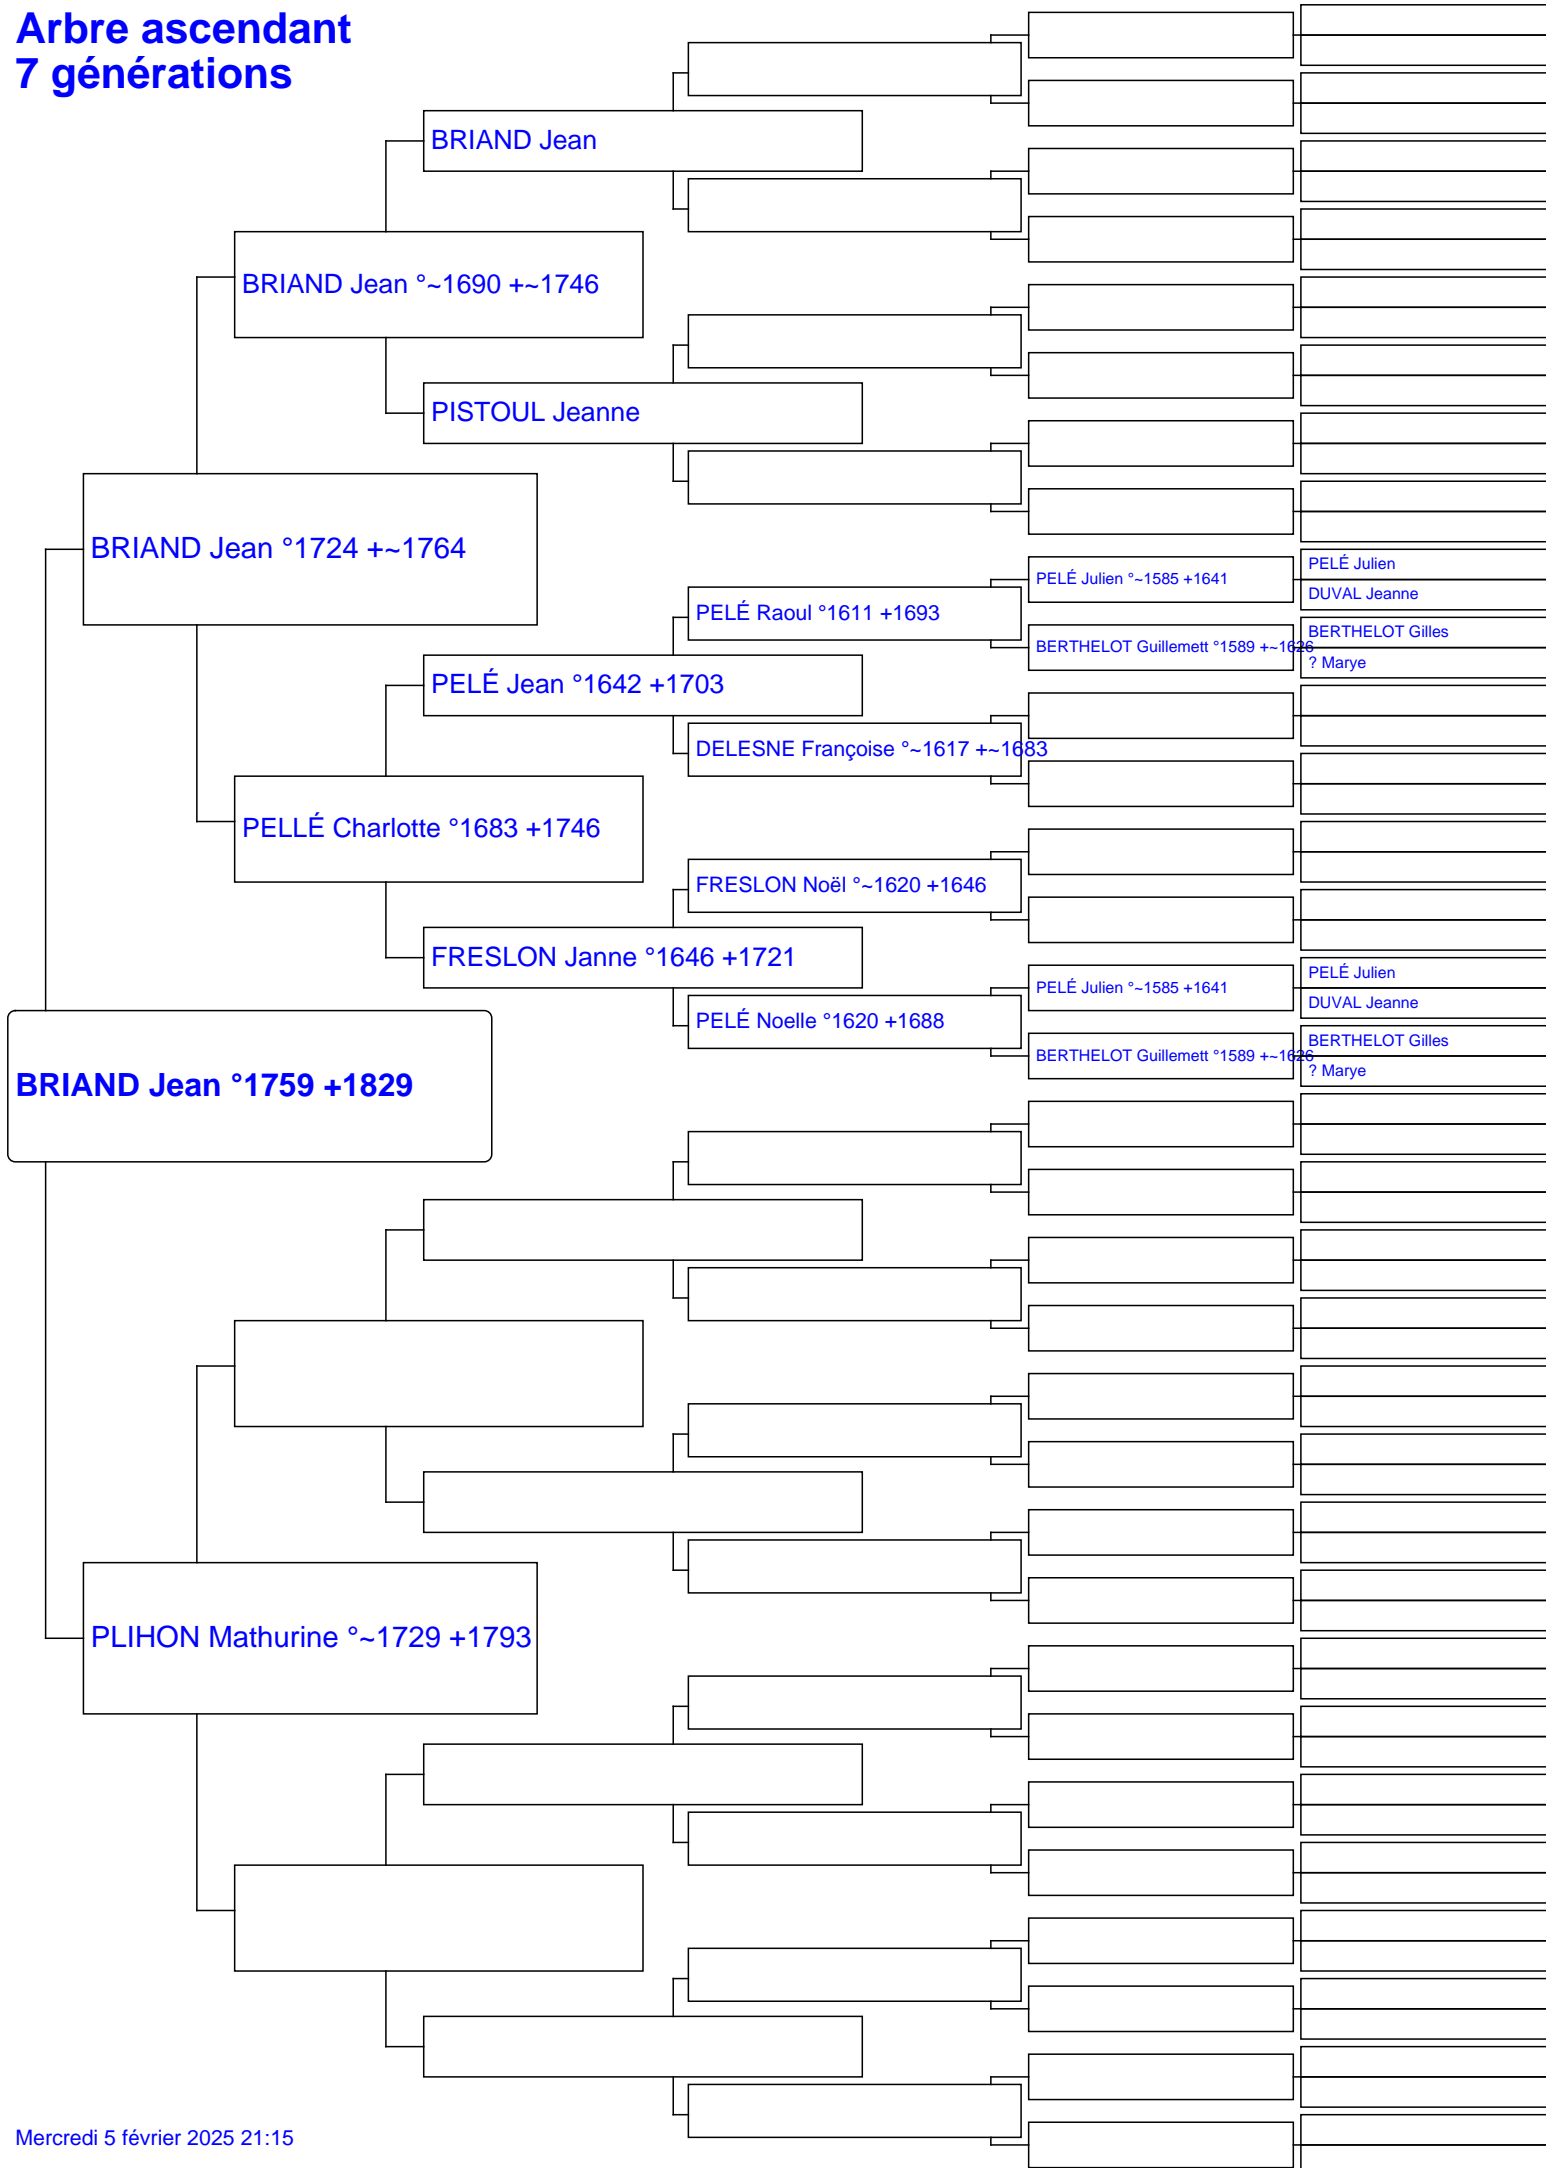 Arbre ascendant
7 générations
BRIAND Jean
BRIAND Jean °~1690 +~1746
PISTOUL Jeanne
BRIAND Jean °1724 +~1764
PELÉ Julien °~1585 +1641
PELÉ Julien
DUVAL Jeanne
PELÉ Raoul °1611 +1693
BERTHELOT Guillemett °1589 +~1626
BERTHELOT Gilles
? Marye
PELÉ Jean °1642 +1703
DELESNE Françoise °~1617 +~1683
PELLÉ Charlotte °1683 +1746
FRESLON Noël °~1620 +1646
FRESLON Janne °1646 +1721
PELÉ Julien °~1585 +1641
PELÉ Julien
DUVAL Jeanne
PELÉ Noelle °1620 +1688
BERTHELOT Guillemett °1589 +~1626
BERTHELOT Gilles
? Marye
BRIAND Jean °1759 +1829
PLIHON Mathurine °~1729 +1793
Mercredi 5 février 2025 21:15